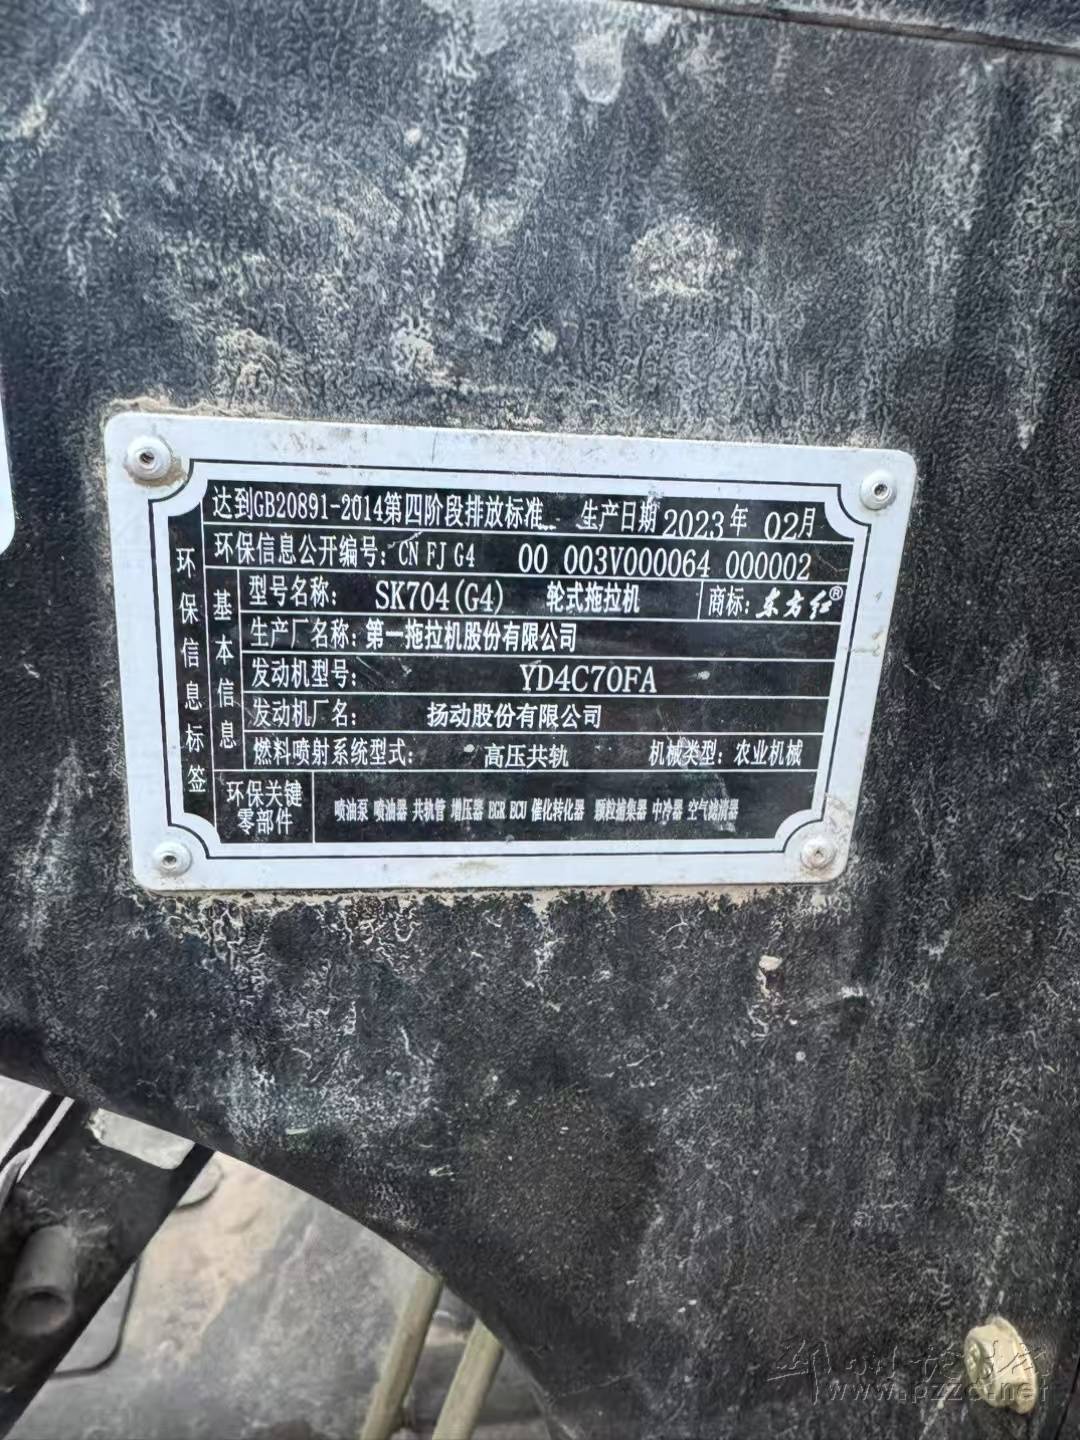 达到GB20891-2014第四阶段排放标准 生产日期 2023年 02月
环保信息公开编号: CN FJ G4 00 003V000064 000002
环保信息标签
基本信息
型号名称: SK704(G4) 轮式拖拉机 商标: 东方红®
生产厂名称: 第一拖拉机股份有限公司
发动机型号: YD4C70FA
发动机厂名: 扬动股份有限公司
燃料喷射系统型式: 高压共轨 机械类型: 农业机械
环保关键零部件
喷油泵 喷油器 共轨管 增压器 EGR ECU 催化转化器 颗粒捕集器 中冷器 空气滤清器
www.pzzc.net